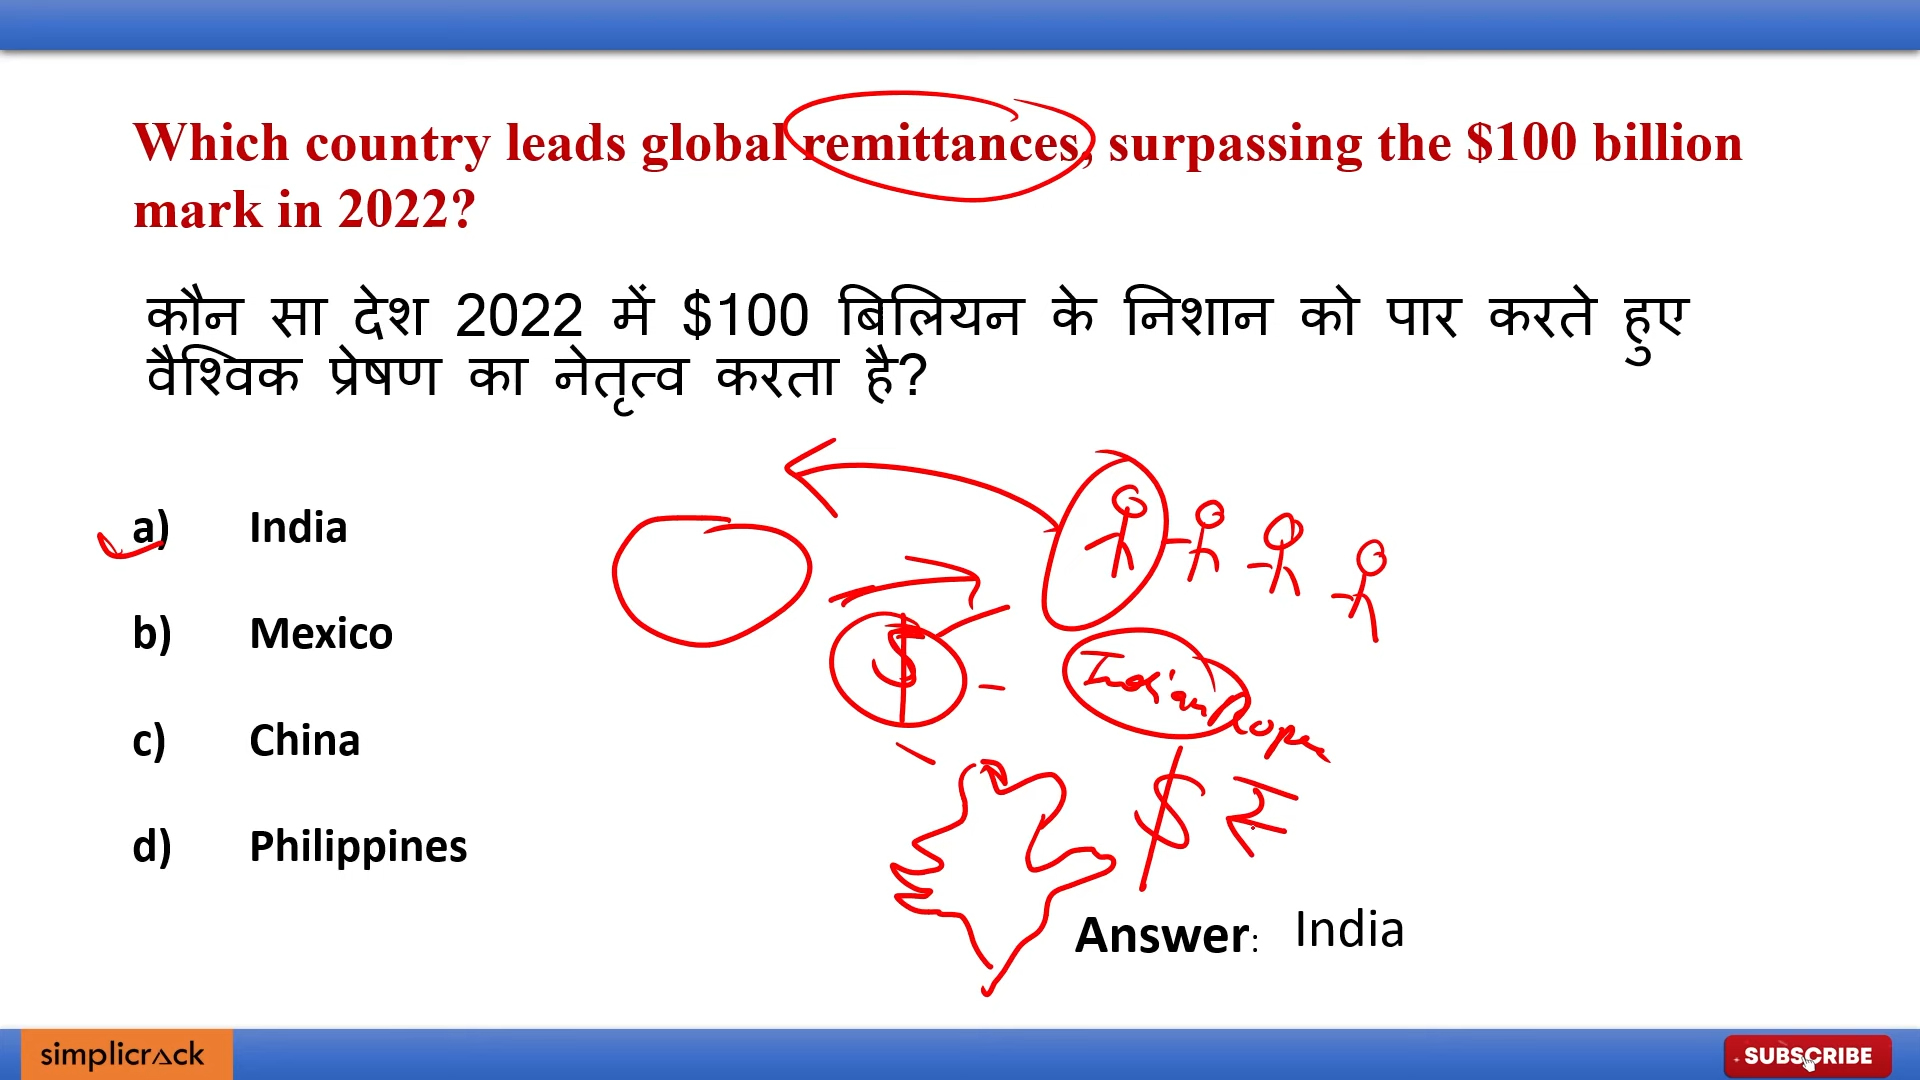 Which country leads global remittances, surpassing the $100 billion
mark in 2022?
कौन सा देश 2022 में $100 बिलियन के निशान को पार करते हुए
वैश्विक प्रेषण का नेतृत्व करता है?
a) India
b) Mexico
c) China
d) Philippines
$
Indian
$ ₹
Answer: India
simplicrack
SUBSCRIBE